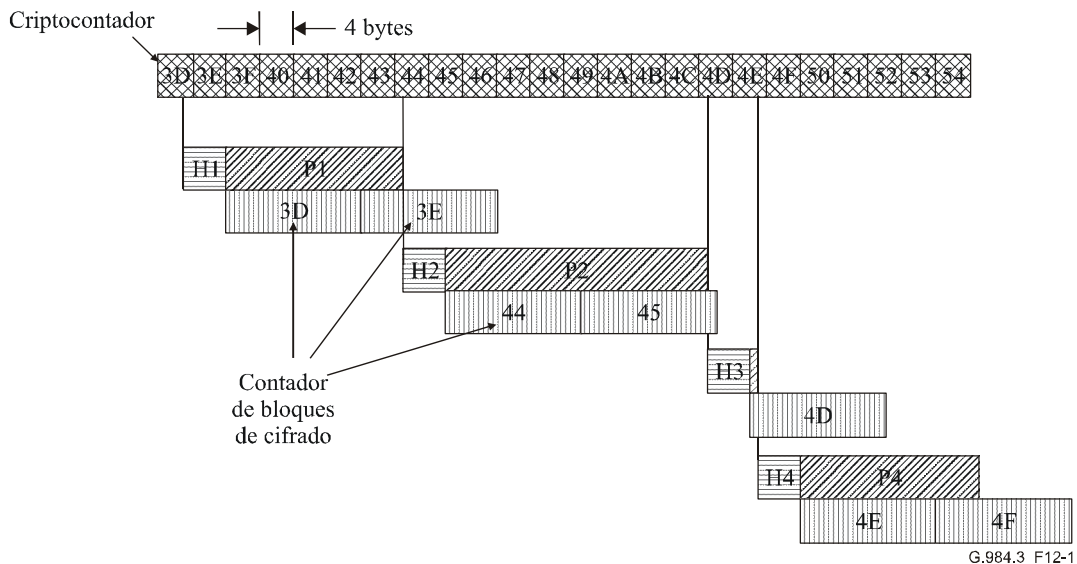 Criptocontador
4 bytes
3D 3E 3F 40 41 42 43 44 45 46 47 48 49 4A 4B 4C 4D 4E 4F 50 51 52 53 54
H1 P1
3D 3E
H2 P2
44 45
H3
4D
Contador
de bloques
de cifrado
H4 P4
4E 4F
G.984.3_F12-1